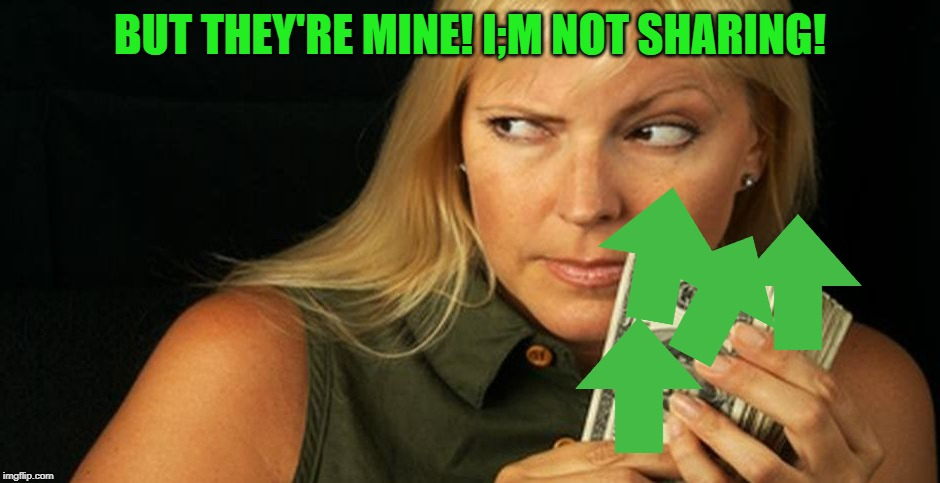 BUT THEY'RE MINE! I;M NOT SHARING!
imgflip.com